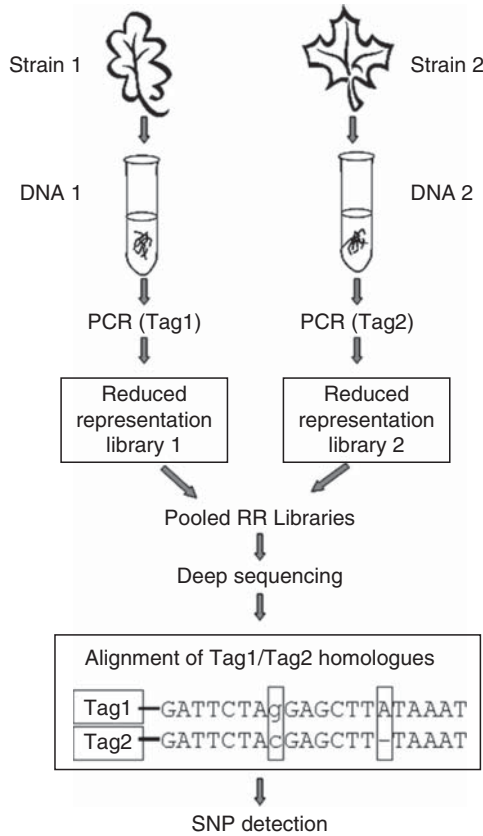 Strain 1
Strain 2
DNA 1
DNA 2
PCR (Tag1)
PCR (Tag2)
Reduced
representation
library 1
Reduced
representation
library 2
Pooled RR Libraries
Deep sequencing
Alignment of Tag1/Tag2 homologues
Tag1 GATTCTAgGAGCTTATAAAT
Tag2 GATTCTAcGAGCTT-TAAAT
SNP detection